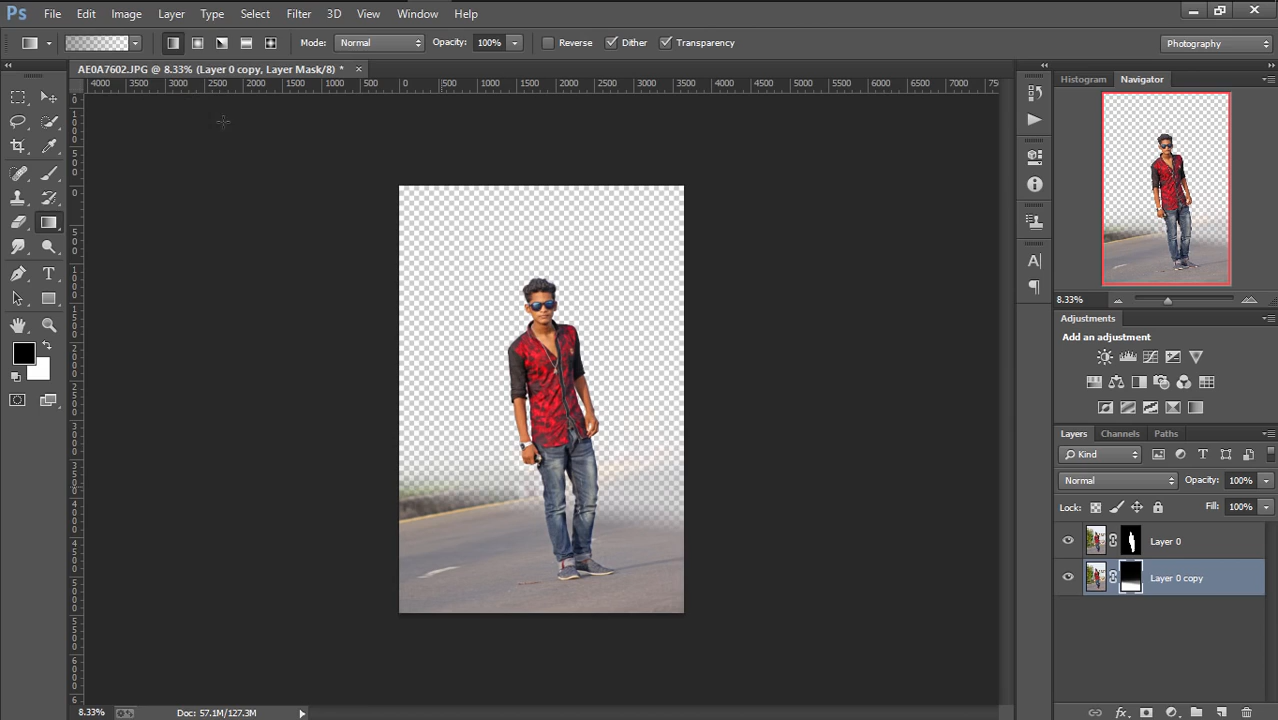 Ps File Edit Image Layer Type Select Filter 3D View Window Help
Mode: Normal Opacity: 100% Reverse Dither Transparency Photography
AE0A7602.JPG @ 8.33% (Layer 0 copy, Layer Mask/8) * ×
4000 3500 3000 2500 2000 1500 1000 500 0 500 1000 1500 2000 2500 3000 3500 4000 4500 5000 5500 6000 6500 7000 75
Histogram Navigator
8.33%
Adjustments
Add an adjustment
Layers Channels Paths
Kind
Normal Opacity: 100%
Lock: Fill: 100%
Layer 0
Layer 0 copy
8.33% Doc: 57.1M/127.3M